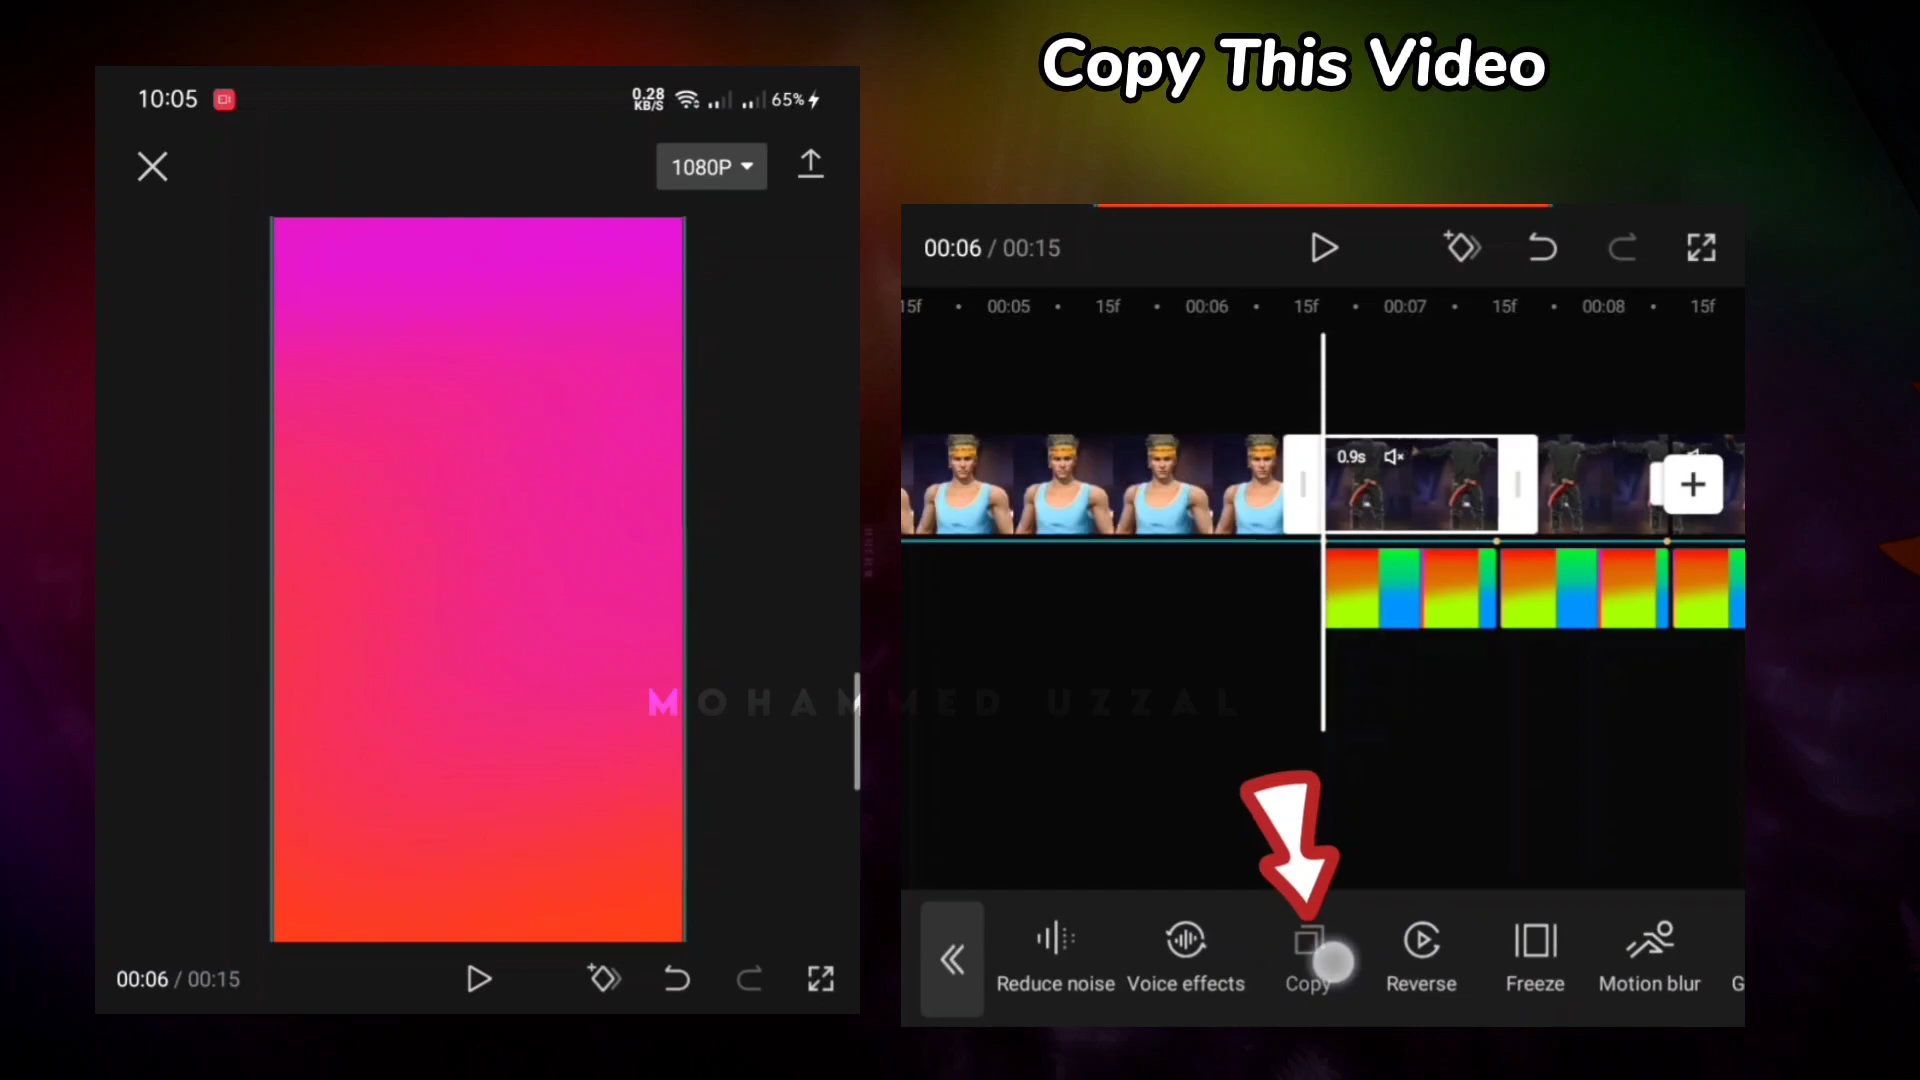 Copy This Video
10:05
0.28
KB/S
65%
1080P
00:06 / 00:15
15f
00:05
15f
00:06
15f
00:07
15f
00:08
15f
0.9s
MOHAMMED UZZAL
Reduce noise
Voice effects
Copy
Reverse
Freeze
Motion blur
G
00:06 / 00:15